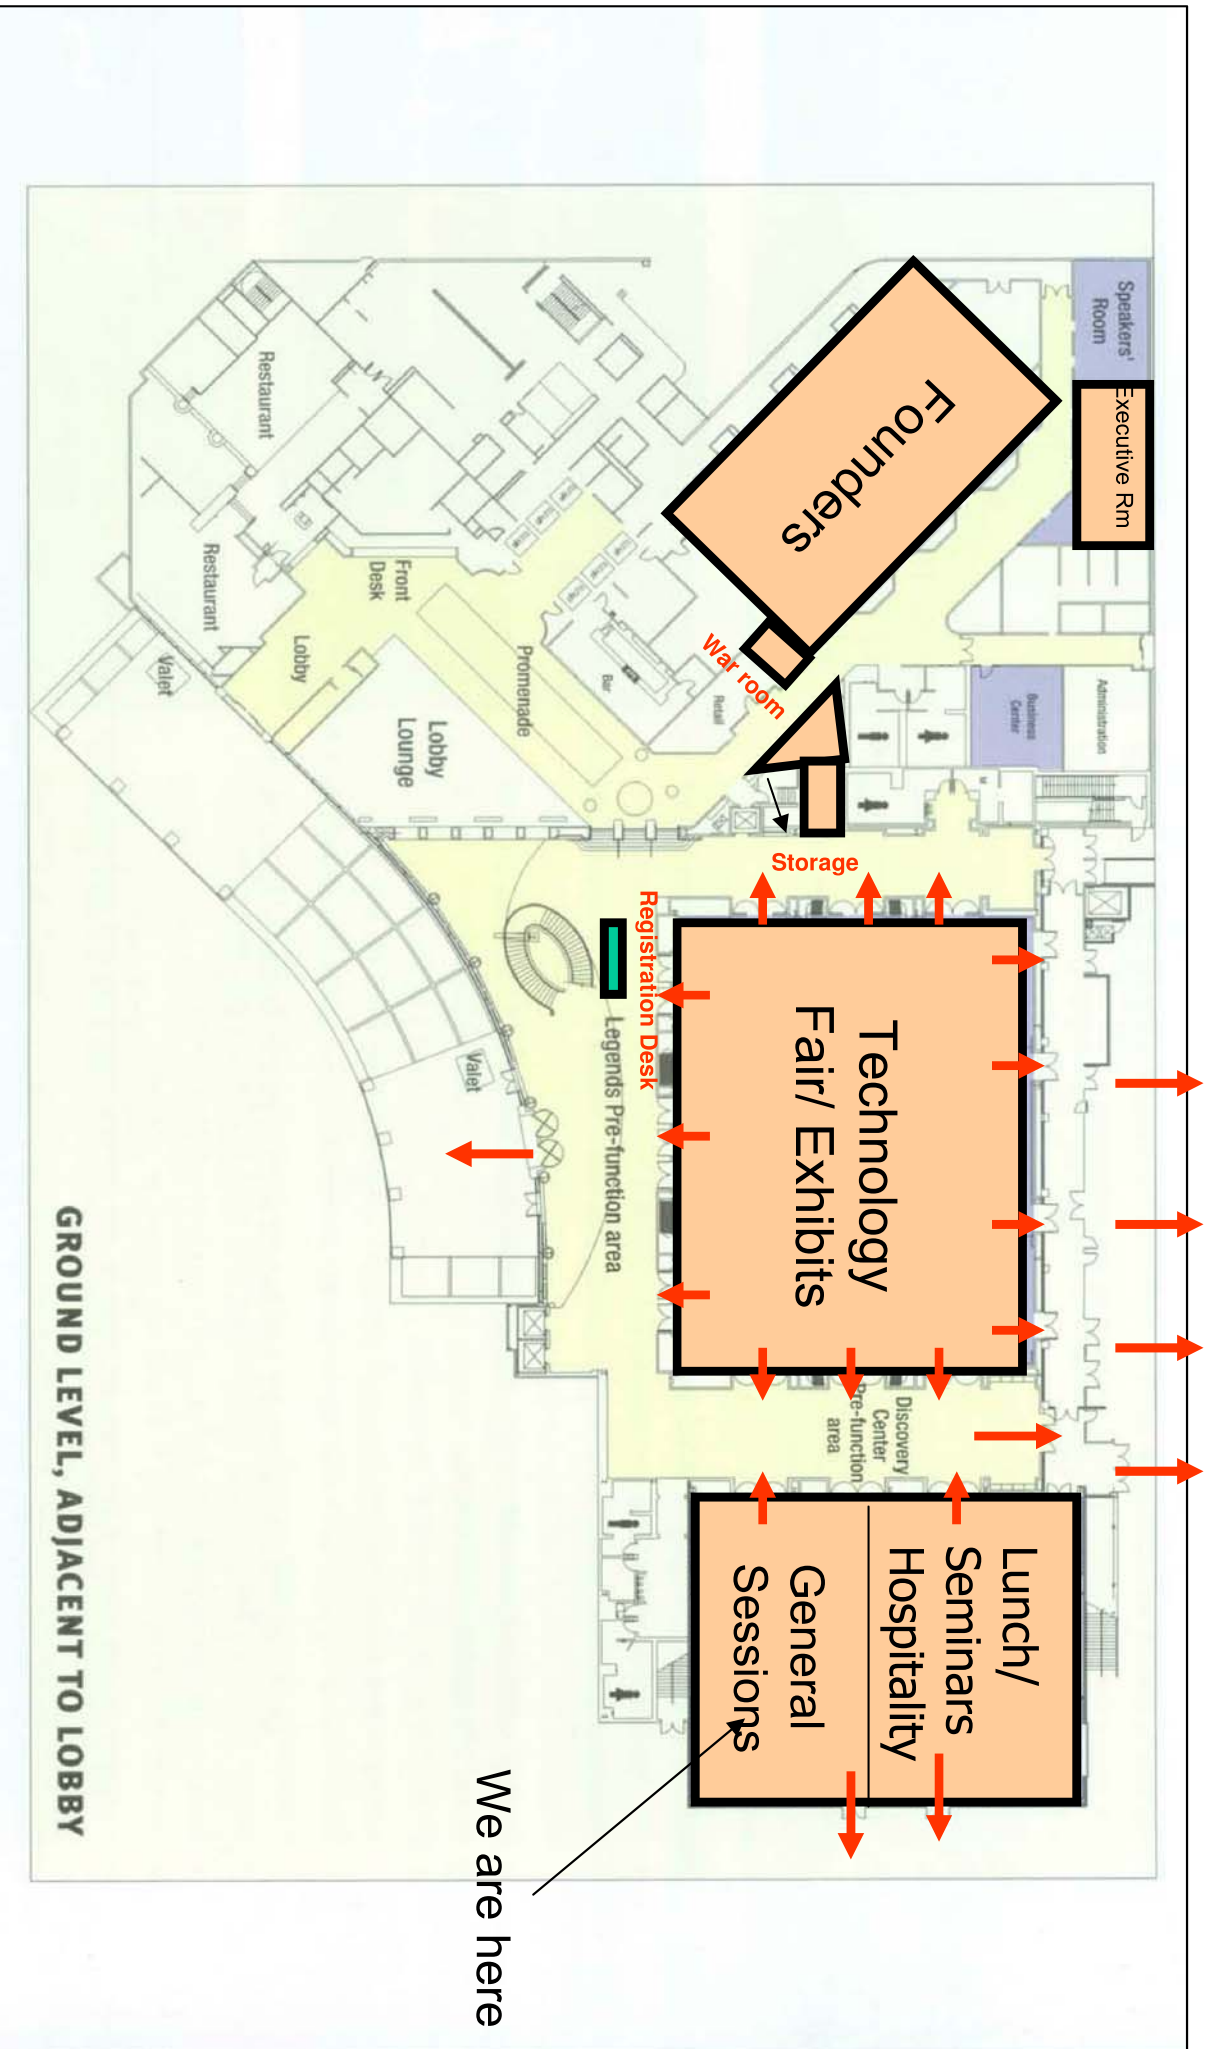 Speakers'
Room
Executive Rm
Founders
Administration
Business
Center
War room
Retail
Bar
Restaurant
Restaurant
Front
Desk
Promenade
Lobby
Lobby
Lounge
Valet
Storage
Registration Desk
Legends Pre-function area
Valet
Technology
Fair/ Exhibits
Discovery
Center
Pre-function
area
Lunch/
Seminars
Hospitality
General
Sessions
We are here
GROUND LEVEL, ADJACENT TO LOBBY